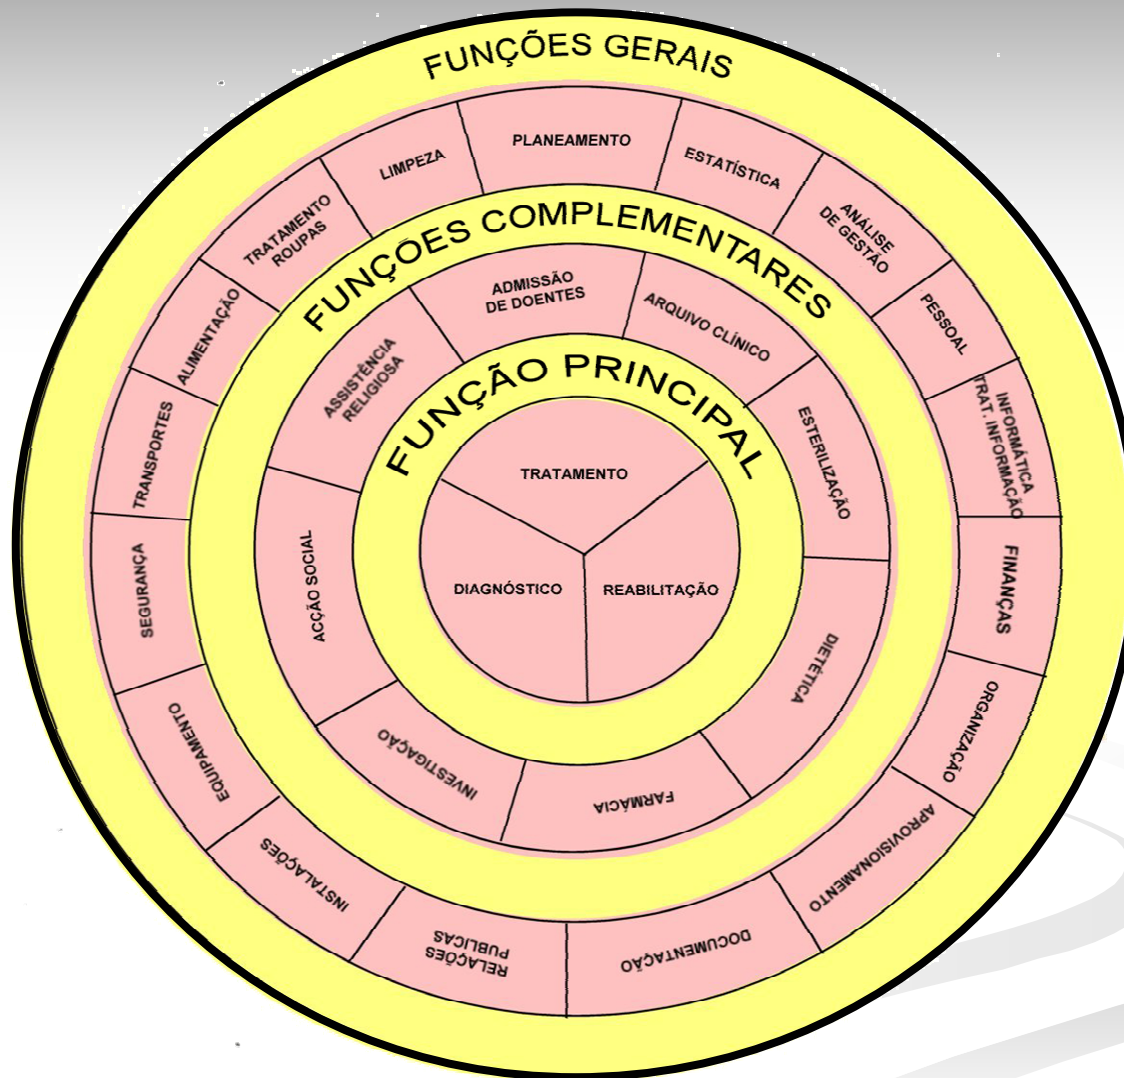 FUNÇÕES GERAIS
PLANEAMENTO
ESTATÍSTICA
ANÁLISE
DE GESTÃO
PESSOAL
INFORMÁTICA
TRAT. INFORMAÇÃO
FINANÇAS
ORGANIZAÇÃO
APROVISIONAMENTO
DOCUMENTAÇÃO
RELAÇÕES
PUBLICAS
INSTALAÇÕES
EQUIPAMENTO
SEGURANÇA
TRANSPORTES
ALIMENTAÇÃO
TRATAMENTO
ROUPAS
LIMPEZA
FUNÇÕES COMPLEMENTARES
ADMISSÃO
DE DOENTES
ARQUIVO CLÍNICO
ESTERILIZAÇÃO
DIETÉTICA
FARMÁCIA
INVESTIGAÇÃO
ACÇÃO SOCIAL
ASSISTÊNCIA
RELIGIOSA
FUNÇÃO PRINCIPAL
TRATAMENTO
DIAGNÓSTICO
REABILITAÇÃO